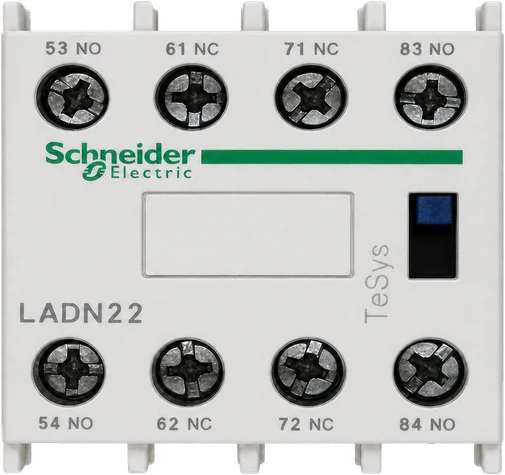 53 NO 61 NC 71 NC 83 NO
Schneider
Electric
TeSys
LADN22
54 NO 62 NC 72 NC 84 NO